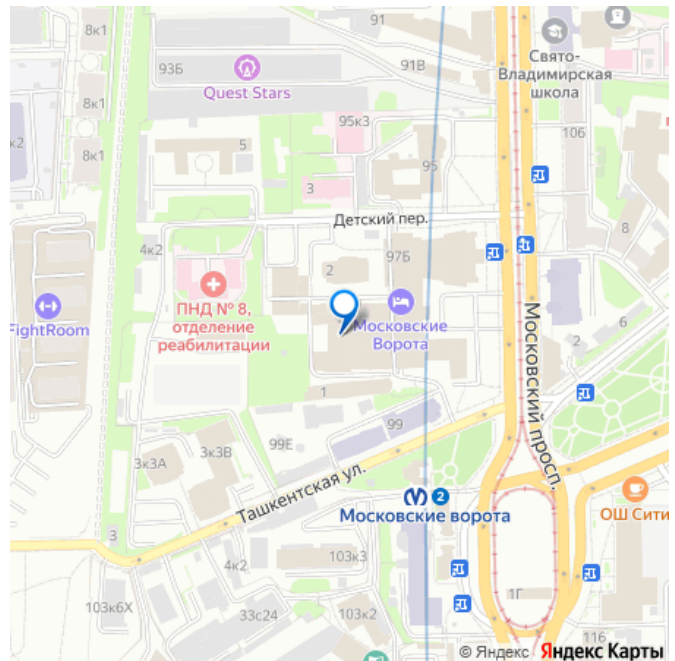 91
8к1
93Б
91В
Quest Stars
Свято-
Владимирская
школа
8к1
95к3
106
8к1
5
95
3
Детский пер.
8
4к2
97Б
2
ПНД № 8,
отделение
реабилитации
Московские
Ворота
FightRoom
2
6
Московский просп.
1
99
99Е
3к3А
3к3В
Ташкентская ул.
2
Московские ворота
ОШ Сити
3
103к3
4к2
1Г
103к6Х
33с24
103к2
116
© Яндекс Яндекс Карты